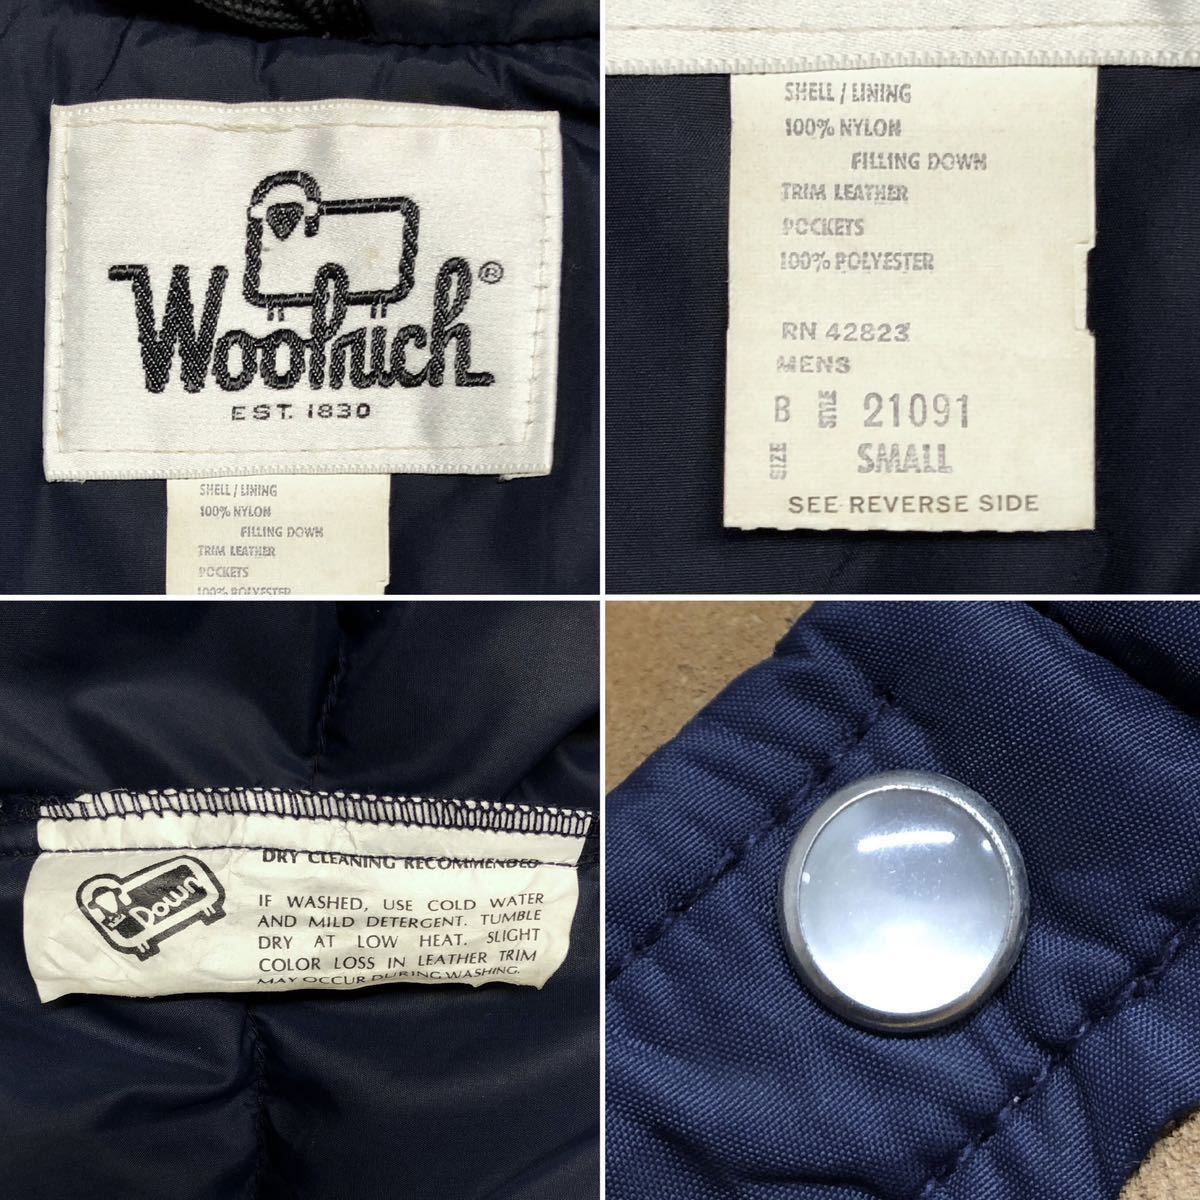 Woolrich®
EST. 1830
SHELL / LINING
100% NYLON
FILLING DOWN
TRIM LEATHER
POCKETS
100% POLYESTER
SHELL / LINING
100% NYLON
FILLING DOWN
TRIM LEATHER
POCKETS
100% POLYESTER
RN 42823
MENS
B STYLE 21091
SIZE SMALL
SEE REVERSE SIDE
Down
DRY CLEANING RECOMMENDED
IF WASHED, USE COLD WATER
AND MILD DETERGENT. TUMBLE
DRY AT LOW HEAT. SLIGHT
COLOR LOSS IN LEATHER TRIM
MAY OCCUR DURING WASHING.